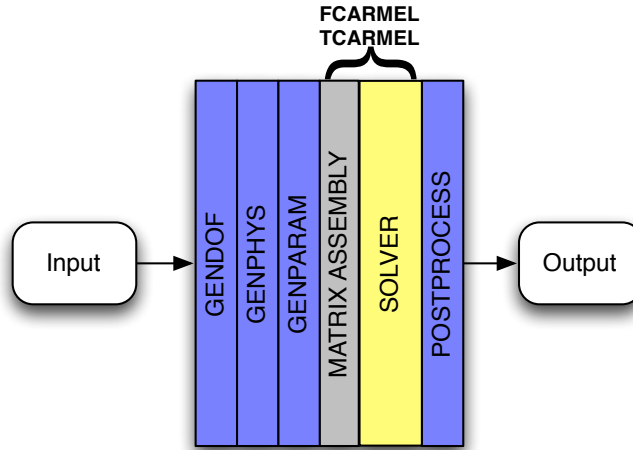 FCARMEL
TCARMEL
Input
GENDOF
GENPHYS
GENPARAM
MATRIX ASSEMBLY
SOLVER
POSTPROCESS
Output